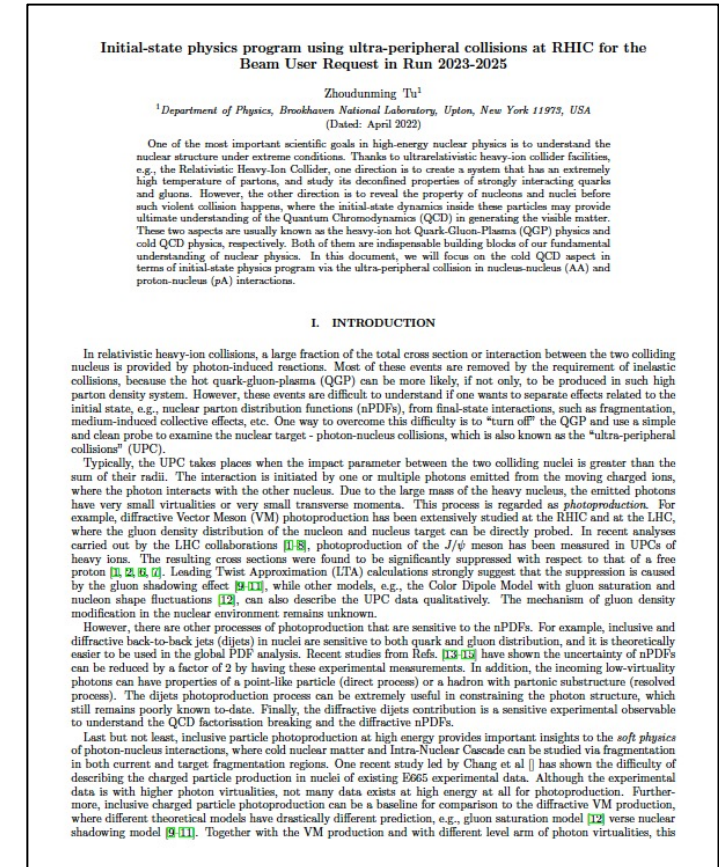 Initial-state physics program using ultra-peripheral collisions at RHIC for the
Beam User Request in Run 2023-2025
Zhoudunming Tu¹
¹Department of Physics, Brookhaven National Laboratory, Upton, New York 11973, USA
(Dated: April 2022)
One of the most important scientific goals in high-energy nuclear physics is to understand the
nuclear structure under extreme conditions. Thanks to ultrarelativistic heavy-ion collider facilities,
e.g., the Relativistic Heavy-Ion Collider, one direction is to create a system that has an extremely
high temperature of partons, and study its deconfined properties of strongly interacting quarks
and gluons. However, the other direction is to reveal the property of nucleons and nuclei before
such violent collision happens, where the initial-state dynamics inside these particles may provide
ultimate understanding of the Quantum Chromodynamics (QCD) in generating the visible matter.
These two aspects are usually known as the heavy-ion hot Quark-Gluon-Plasma (QGP) physics and
cold QCD physics, respectively. Both of them are indispensable building blocks of our fundamental
understanding of nuclear physics. In this document, we will focus on the cold QCD aspect in
terms of initial-state physics program via the ultra-peripheral collision in nucleus-nucleus (AA) and
proton-nucleus (pA) interactions.
I. INTRODUCTION
In relativistic heavy-ion collisions, a large fraction of the total cross section or interaction between the two colliding
nucleus is provided by photon-induced reactions. Most of these events are removed by the requirement of inelastic
collisions, because the hot quark-gluon-plasma (QGP) can be more likely, if not only, to be produced in such high
parton density system. However, these events are difficult to understand if one wants to separate effects related to the
initial state, e.g., nuclear parton distribution functions (nPDFs), from final-state interactions, such as fragmentation,
medium-induced collective effects, etc. One way to overcome this difficulty is to “turn off” the QGP and use a simple
and clean probe to examine the nuclear target - photon-nucleus collisions, which is also known as the “ultra-peripheral
collisions” (UPC).
Typically, the UPC takes places when the impact parameter between the two colliding nuclei is greater than the
sum of their radii. The interaction is initiated by one or multiple photons emitted from the moving charged ions,
where the photon interacts with the other nucleus. Due to the large mass of the heavy nucleus, the emitted photons
have very small virtualities or very small transverse momenta. This process is regarded as photoproduction. For
example, diffractive Vector Meson (VM) photoproduction has been extensively studied at the RHIC and at the LHC,
where the gluon density distribution of the nucleon and nucleus target can be directly probed. In recent analyses
carried out by the LHC collaborations [1–8], photoproduction of the J/ψ meson has been measured in UPCs of
heavy ions. The resulting cross sections were found to be significantly suppressed with respect to that of a free
proton [1, 2, 6, 7]. Leading Twist Approximation (LTA) calculations strongly suggest that the suppression is caused
by the gluon shadowing effect [9–11], while other models, e.g., the Color Dipole Model with gluon saturation and
nucleon shape fluctuations [12], can also describe the UPC data qualitatively. The mechanism of gluon density
modification in the nuclear environment remains unknown.
However, there are other processes of photoproduction that are sensitive to the nPDFs. For example, inclusive and
diffractive back-to-back jets (dijets) in nuclei are sensitive to both quark and gluon distribution, and it is theoretically
easier to be used in the global PDF analysis. Recent studies from Refs. [13–15] have shown the uncertainty of nPDFs
can be reduced by a factor of 2 by having these experimental measurements. In addition, the incoming low-virtuality
photons can have properties of a point-like particle (direct process) or a hadron with partonic substructure (resolved
process). The dijets photoproduction process can be extremely useful in constraining the photon structure, which
still remains poorly known to-date. Finally, the diffractive dijets contribution is a sensitive experimental observable
to understand the QCD factorisation breaking and the diffractive nPDFs.
Last but not least, inclusive particle photoproduction at high energy provides important insights to the soft physics
of photon-nucleus interactions, where cold nuclear matter and Intra-Nuclear Cascade can be studied via fragmentation
in both current and target fragmentation regions. One recent study led by Chang et al [] has shown the difficulty of
describing the charged particle production in nuclei of existing E665 experimental data. Although the experimental
data is with higher photon virtualities, not many data exists at high energy at all for photoproduction. Further-
more, inclusive charged particle photoproduction can be a baseline for comparison to the diffractive VM production,
where different theoretical models have drastically different prediction, e.g., gluon saturation model [12] verse nuclear
shadowing model [9–11]. Together with the VM production and with different level arm of photon virtualities, this